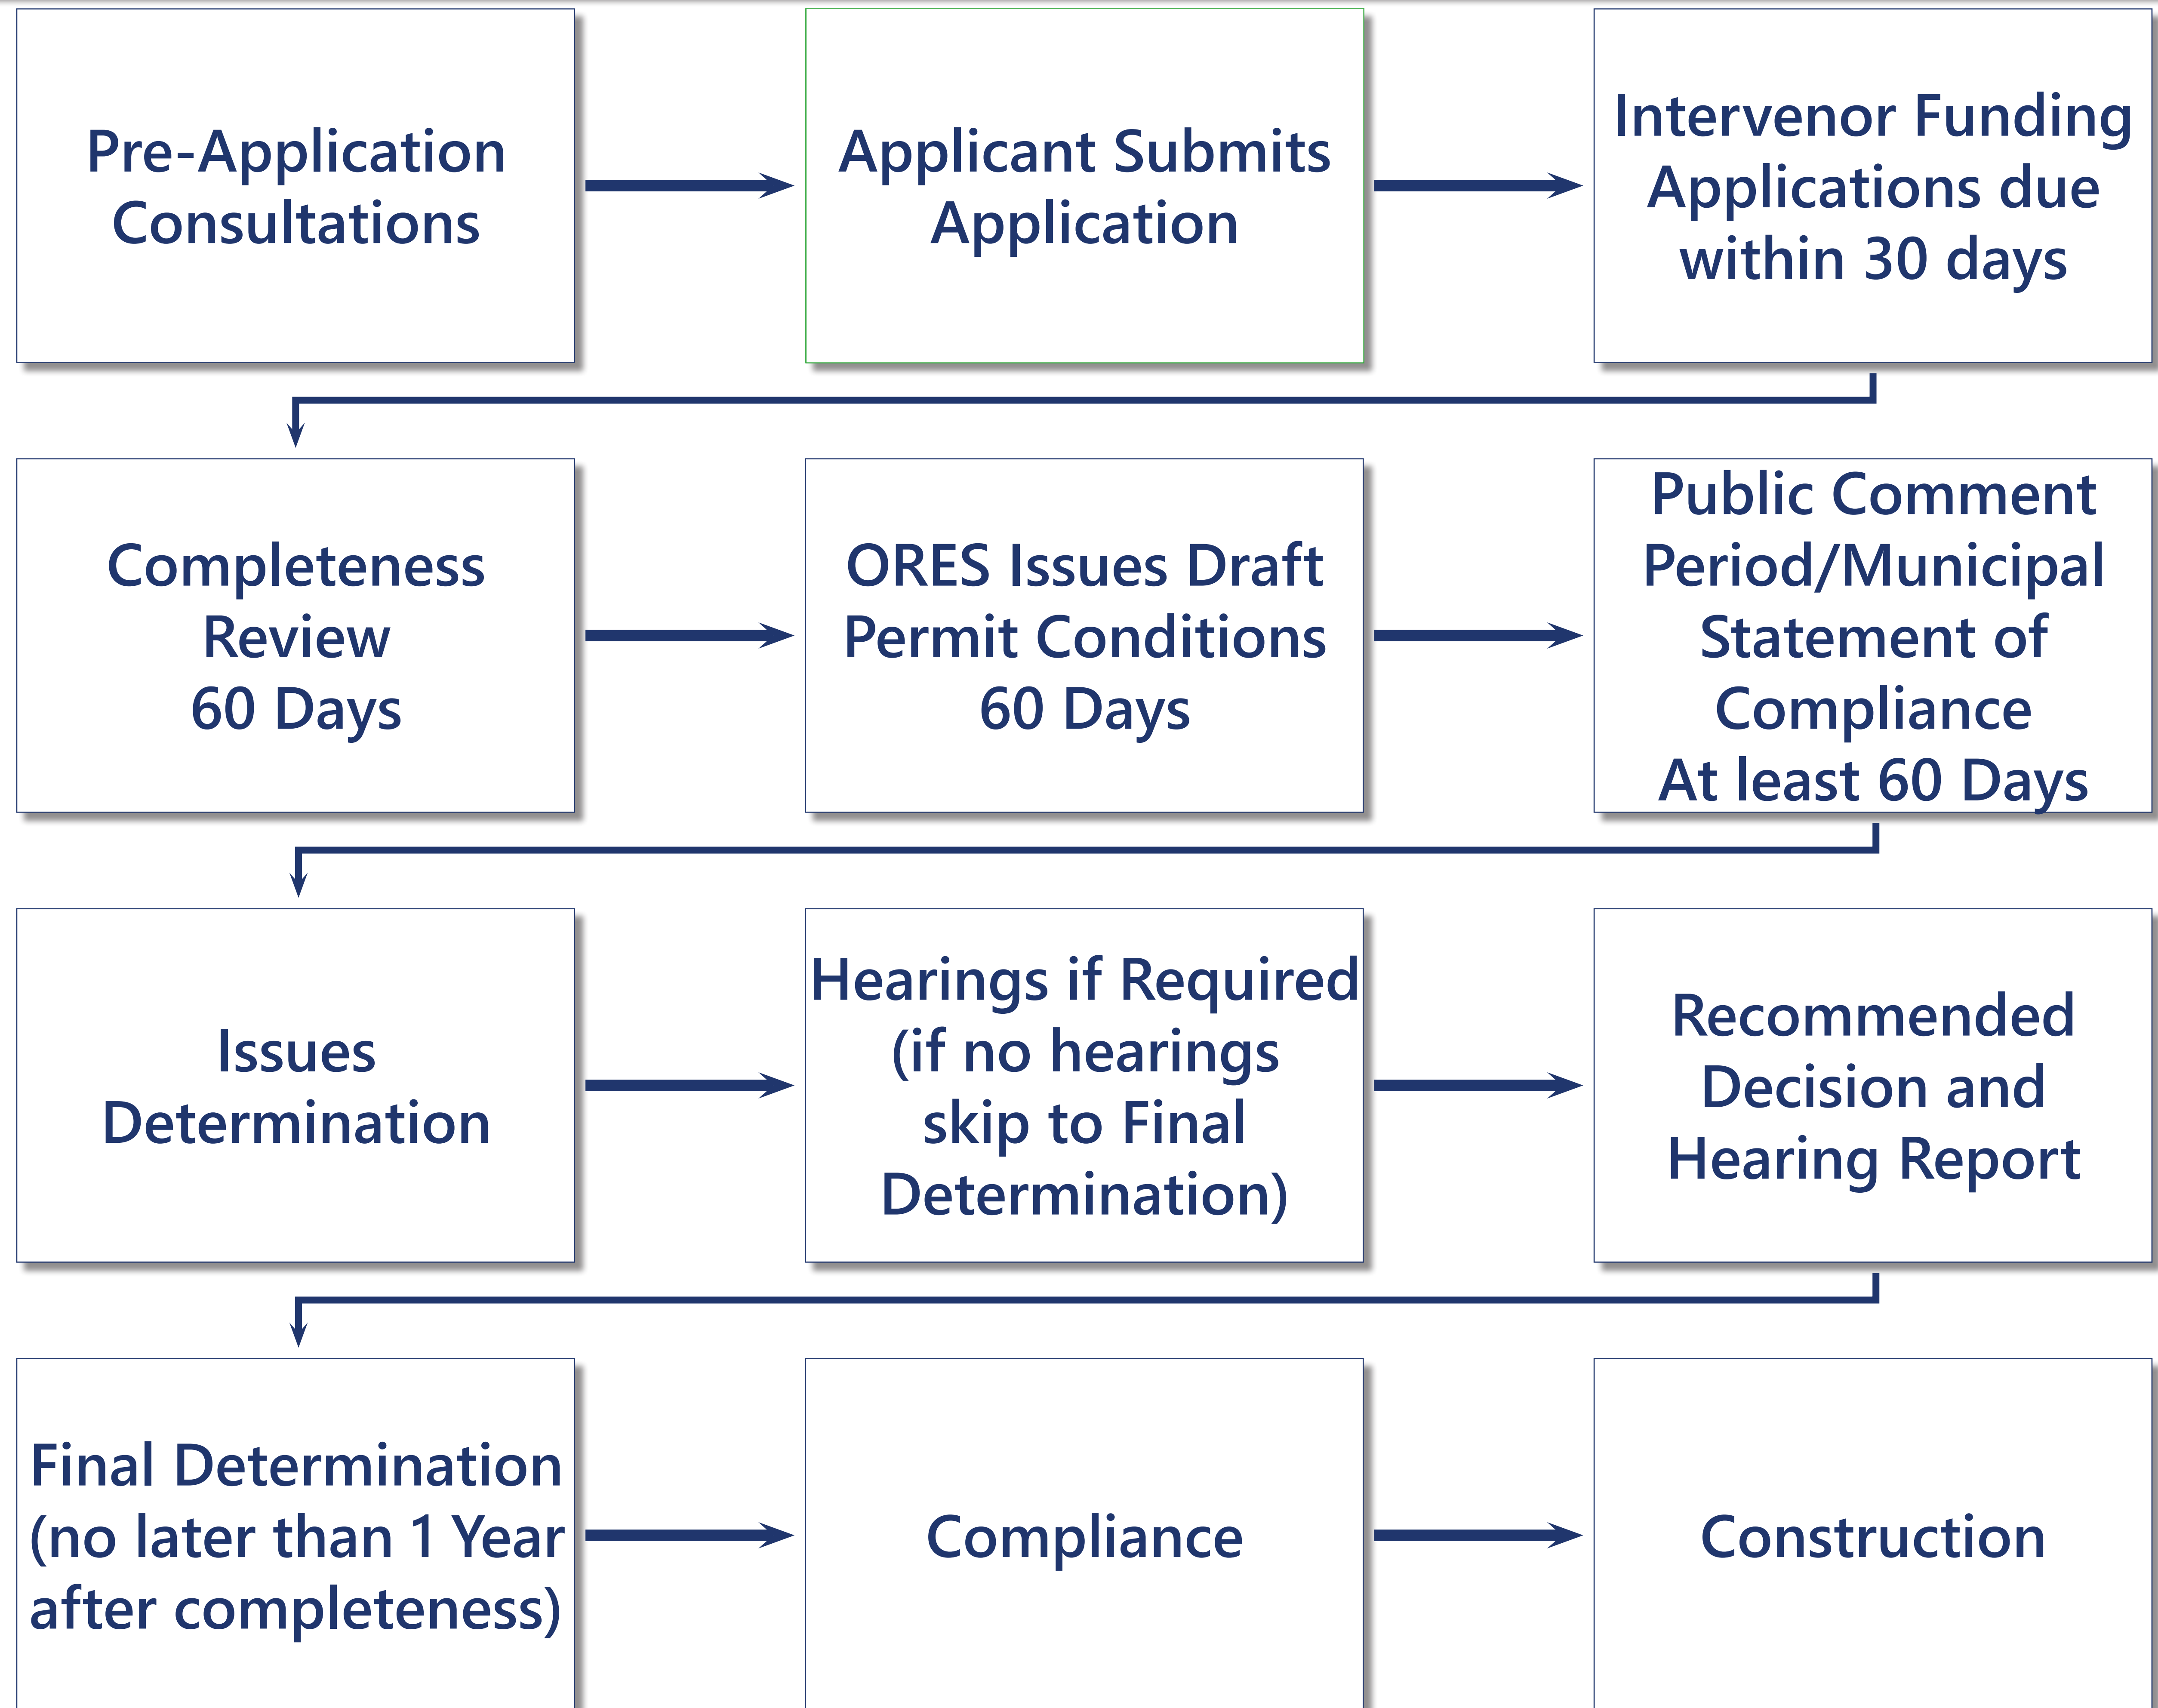 Pre-Application
Consultations
Applicant Submits
Application
Intervenor Funding
Applications due
within 30 days
Completeness
Review
60 Days
ORES Issues Draft
Permit Conditions
60 Days
Public Comment
Period/Municipal
Statement of
Compliance
At least 60 Days
Issues
Determination
Hearings if Required
(if no hearings
skip to Final
Determination)
Recommended
Decision and
Hearing Report
Final Determination
(no later than 1 Year
after completeness)
Compliance
Construction